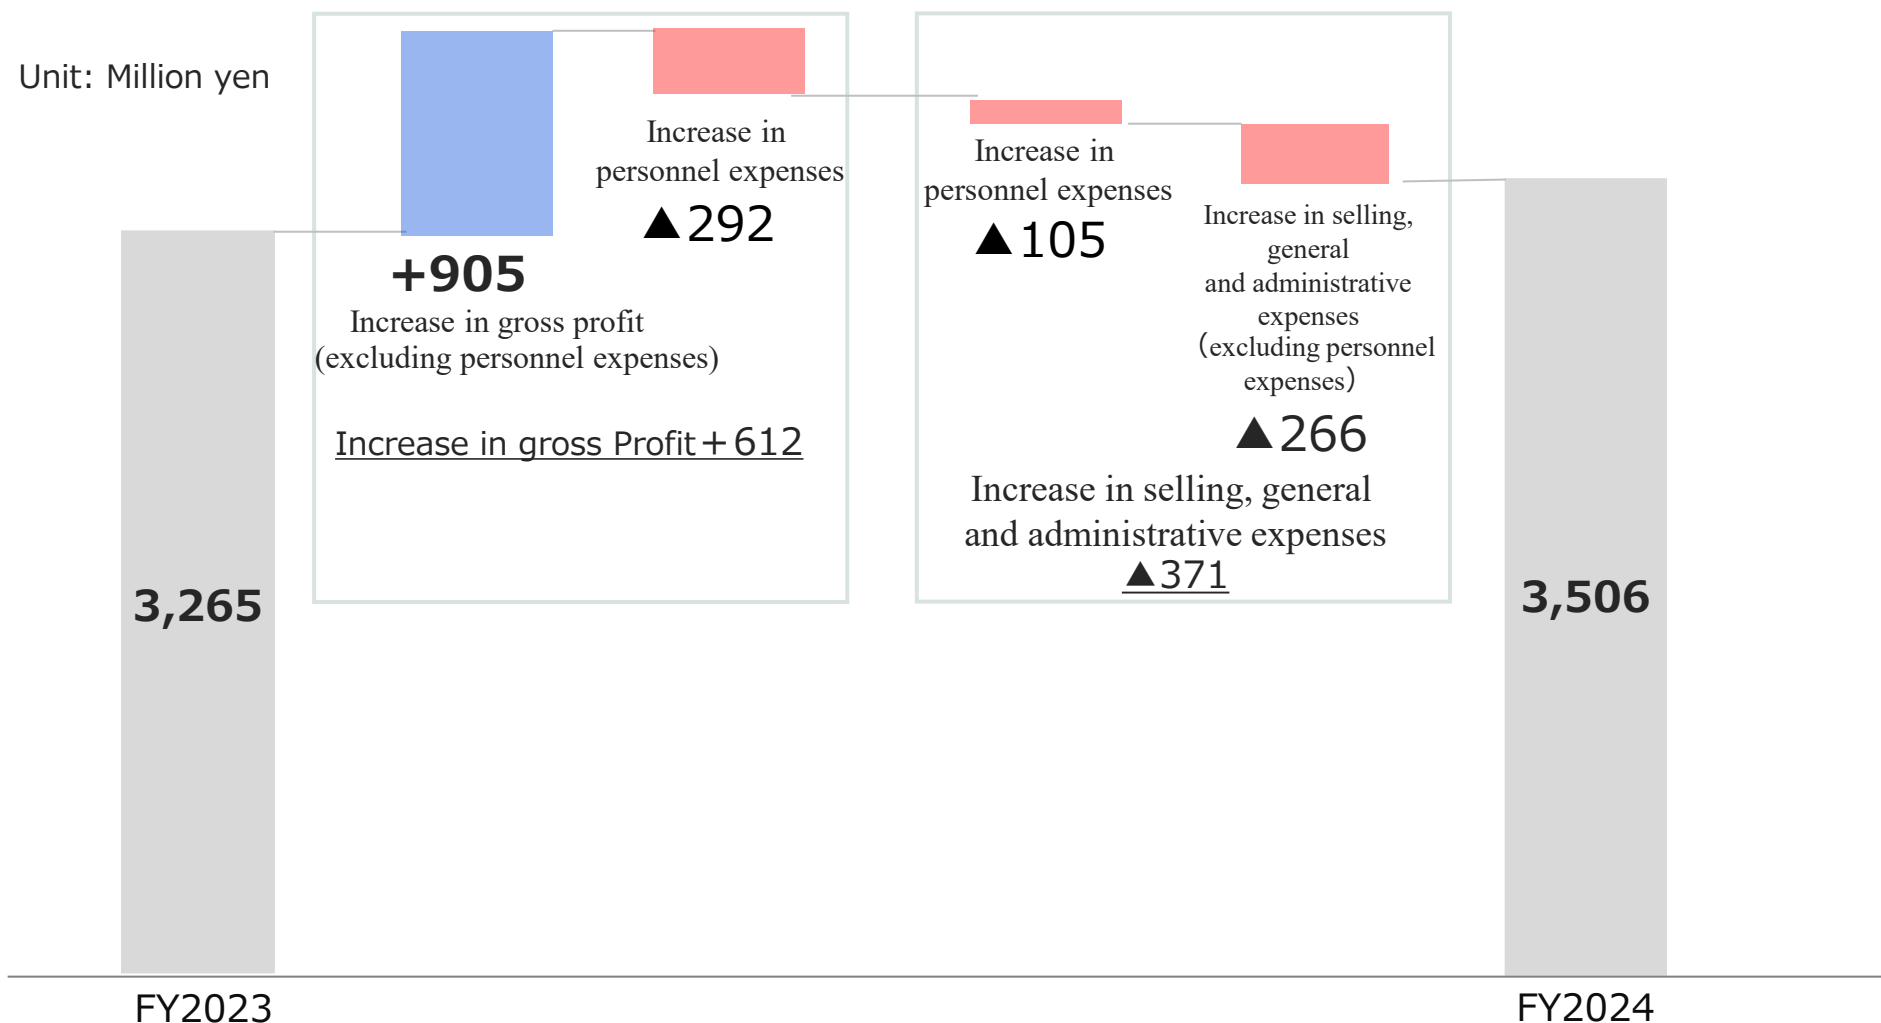 Unit: Million yen
3,265
FY2023
+905
Increase in gross profit
(excluding personnel expenses)
Increase in
personnel expenses
▲292
Increase in gross Profit＋612
Increase in
personnel expenses
▲105
Increase in selling,
general
and administrative
expenses
（excluding personnel
expenses）
▲266
Increase in selling, general
and administrative expenses
▲371
3,506
FY2024